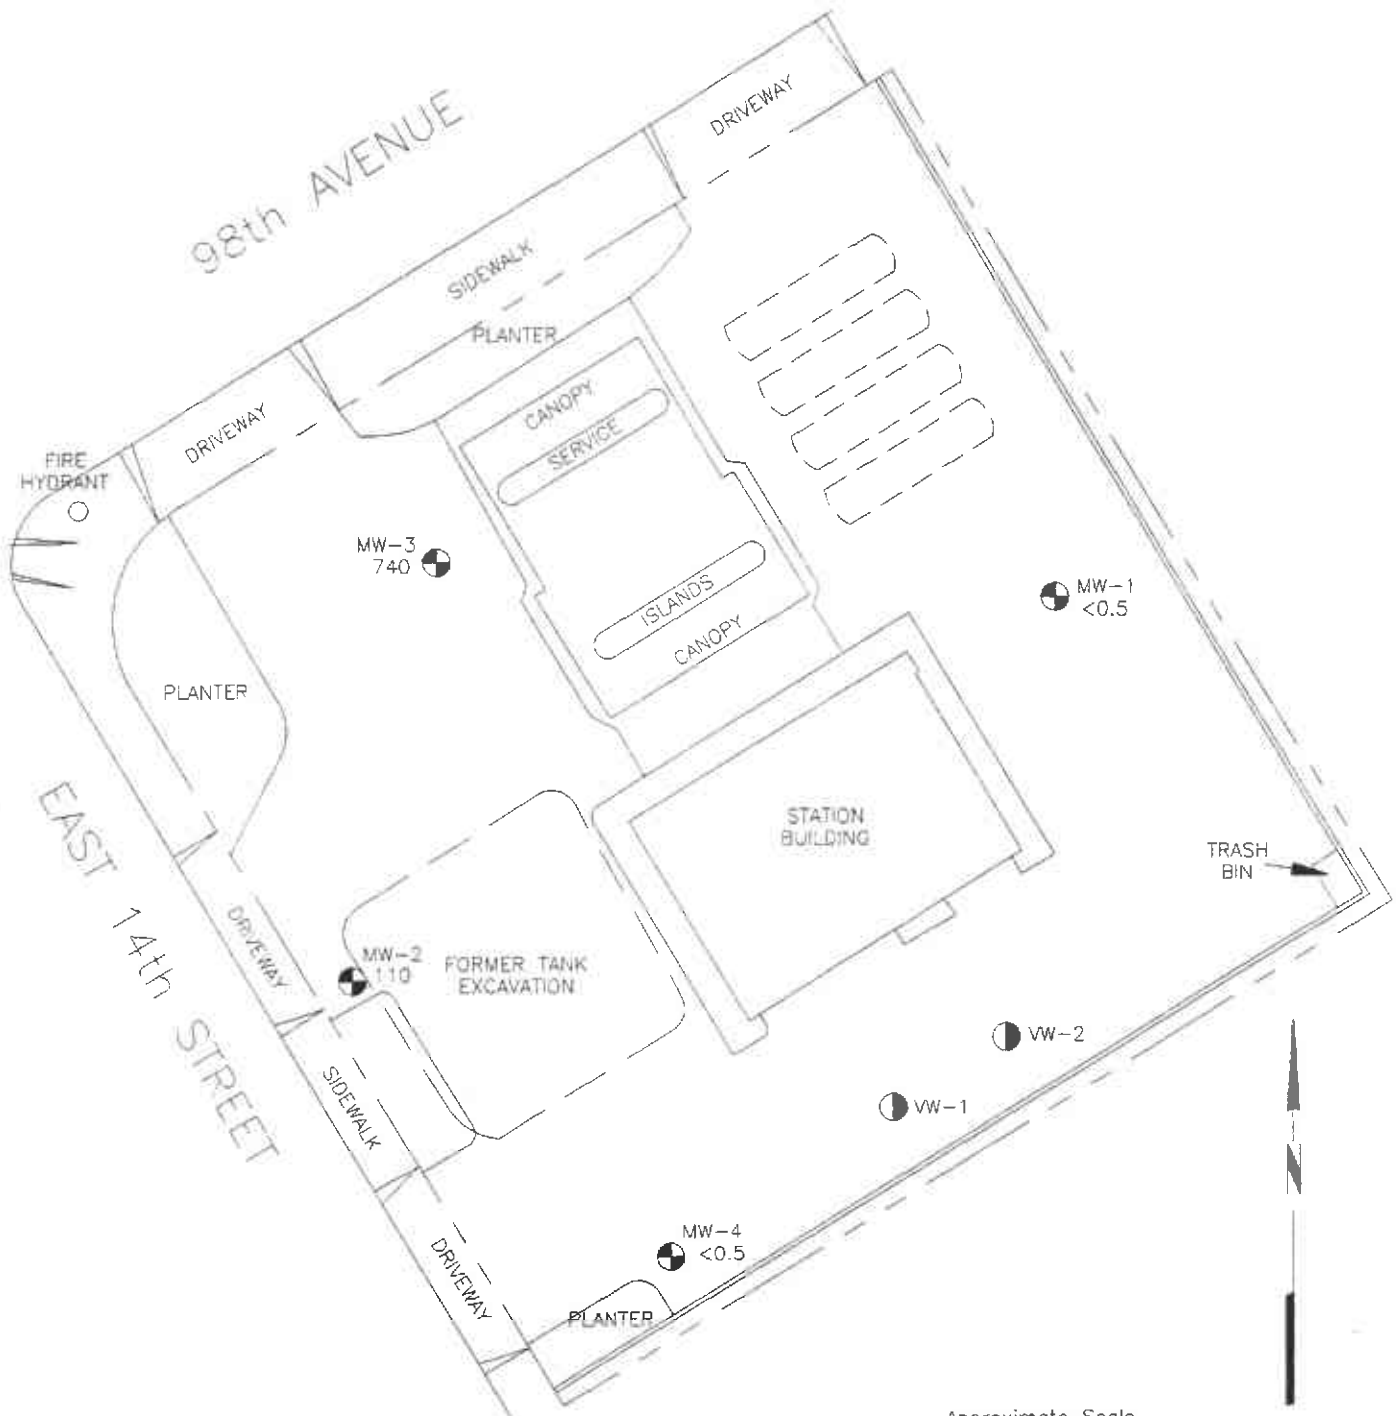 98th AVENUE
DRIVEWAY
SIDEWALK
PLANTER
CANOPY
SERVICE
DRIVEWAY
FIRE
HYDRANT
MW-3
740
MW-1
<0.5
ISLANDS
CANOPY
PLANTER
EAST 14th STREET
STATION
BUILDING
TRASH
BIN
DRIVEWAY
MW-2
110
FORMER TANK
EXCAVATION
VW-2
VW-1
SIDEWALK
N
MW-4
<0.5
DRIVEWAY
PLANTER
Approximate Scale